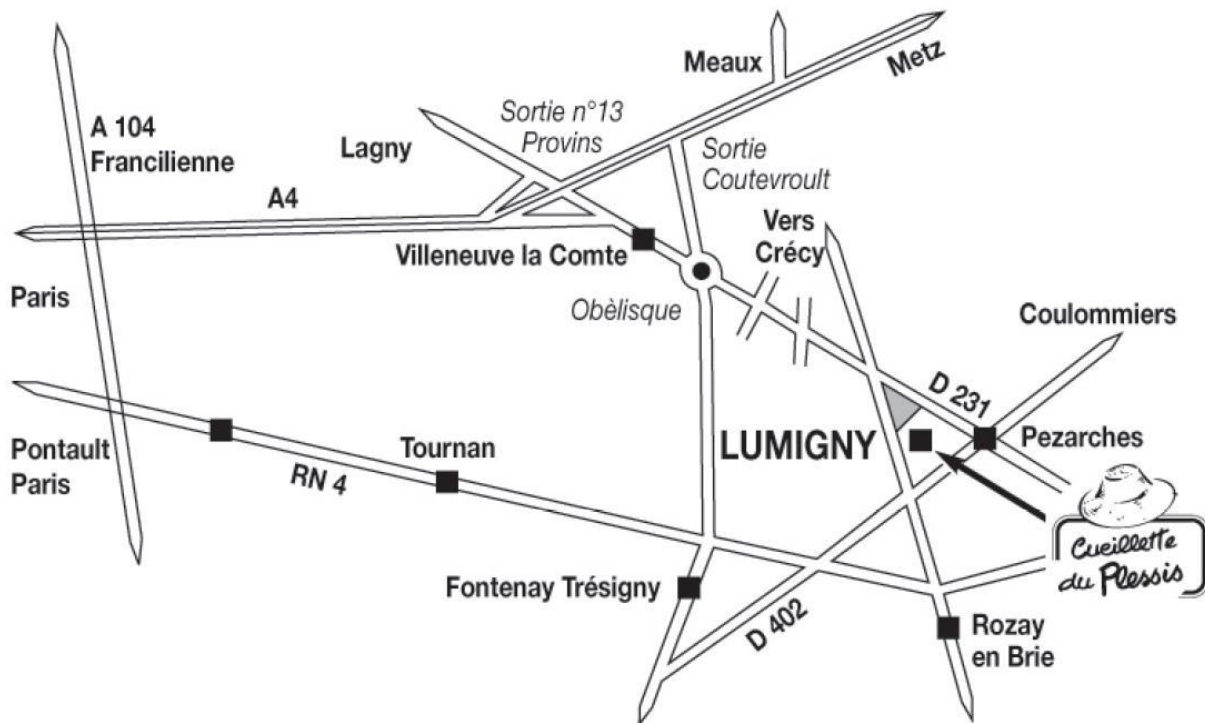 Meaux
Metz
A 104
Francilienne
Sortie n°13
Provins
Lagny
Sortie
Coutevroult
A4
Vers
Crécy
Villeneuve la Comte
Paris
Obèlisque
Coulommiers
D 231
Pontault
Paris
Tournan
LUMIGNY
Pezarches
RN 4
Cueillette
du Plessis
Fontenay Trésigny
D 402
Rozay
en Brie